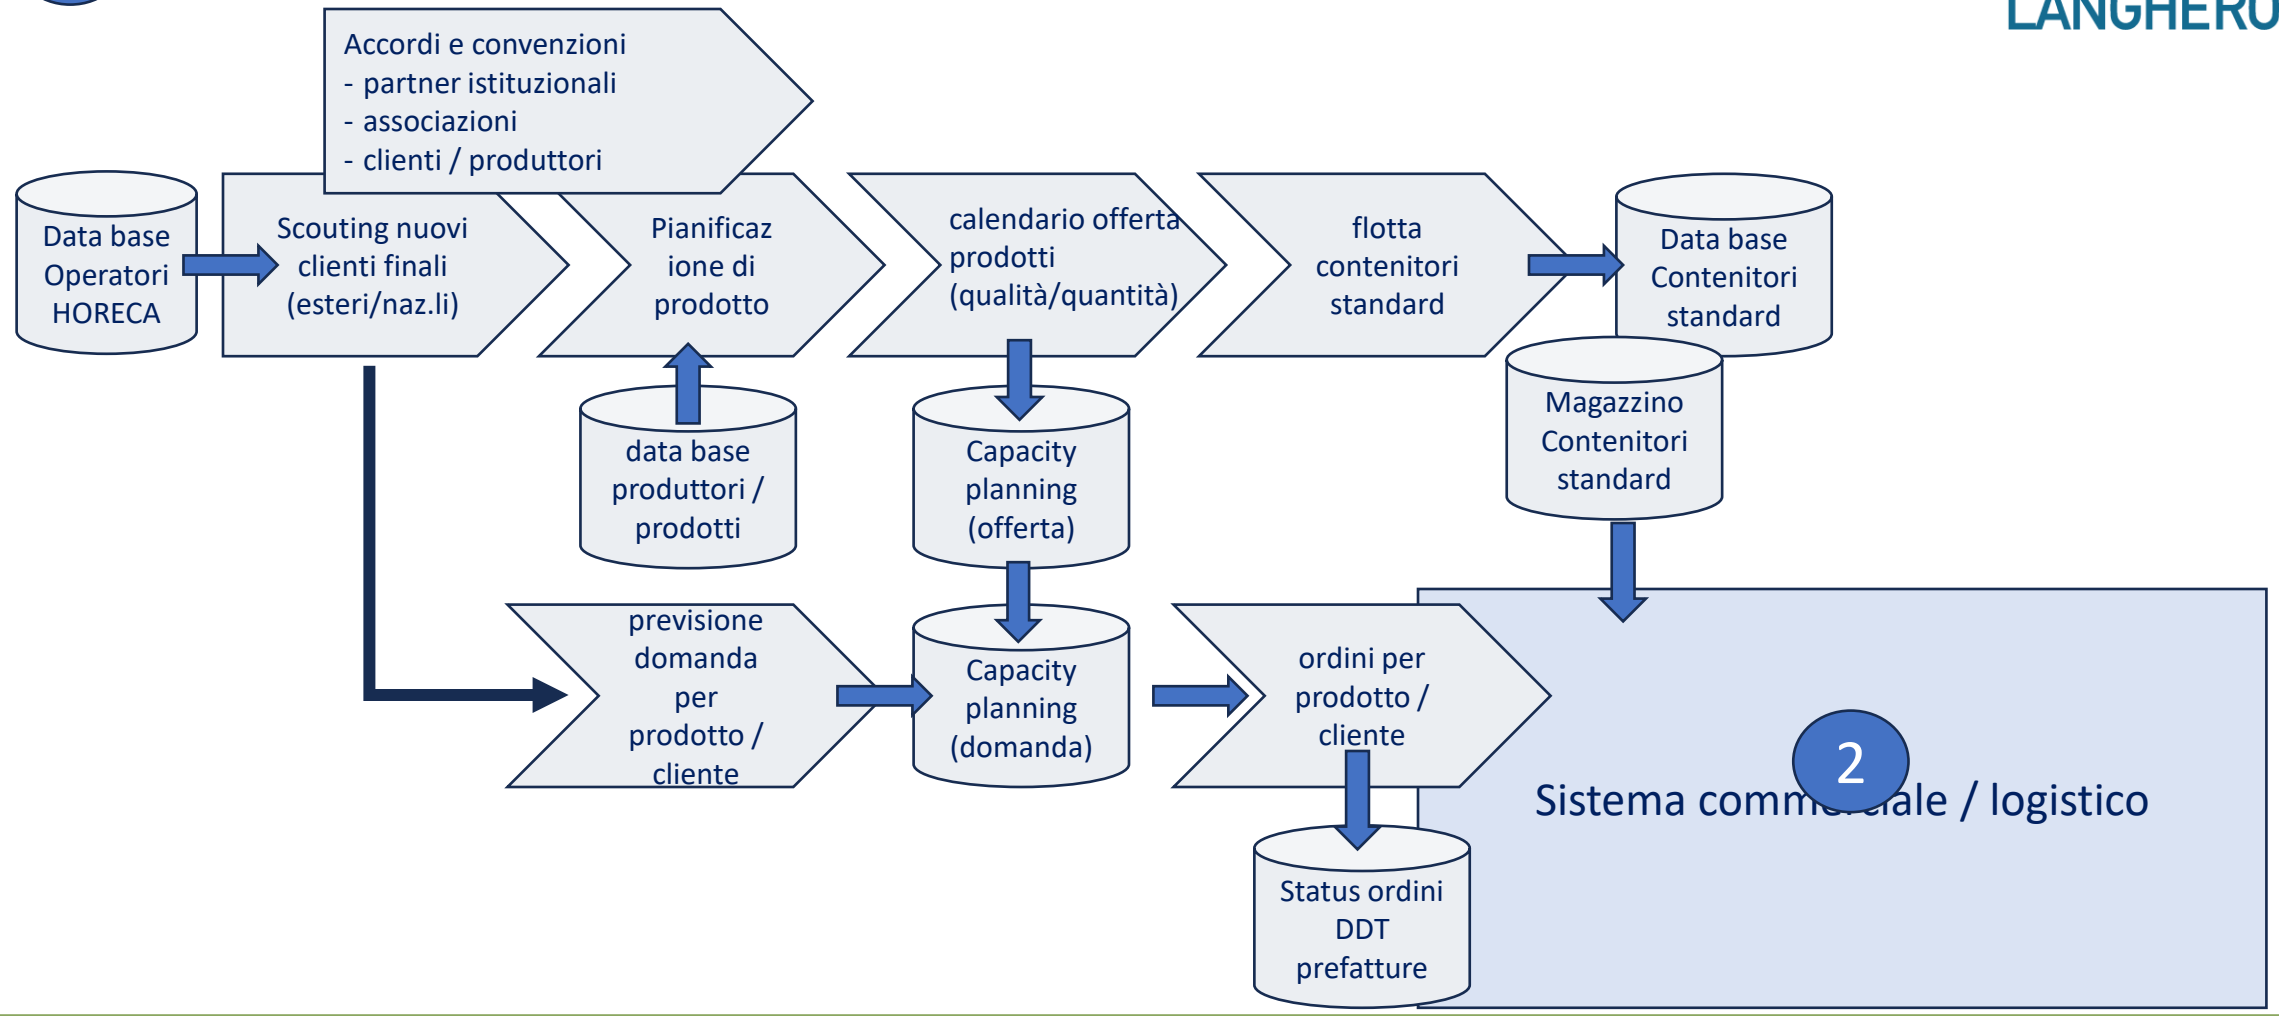 LANGHERO
Accordi e convenzioni
- partner istituzionali
- associazioni
- clienti / produttori
Data base
Operatori
HORECA
Scouting nuovi
clienti finali
(esteri/naz.li)
Pianificaz
ione di
prodotto
calendario offerta
prodotti
(qualità/quantità)
flotta
contenitori
standard
Data base
Contenitori
standard
Magazzino
Contenitori
standard
data base
produttori /
prodotti
Capacity
planning
(offerta)
previsione
domanda
per
prodotto /
cliente
Capacity
planning
(domanda)
ordini per
prodotto /
cliente
2
Sistema commerciale / logistico
Status ordini
DDT
prefatture